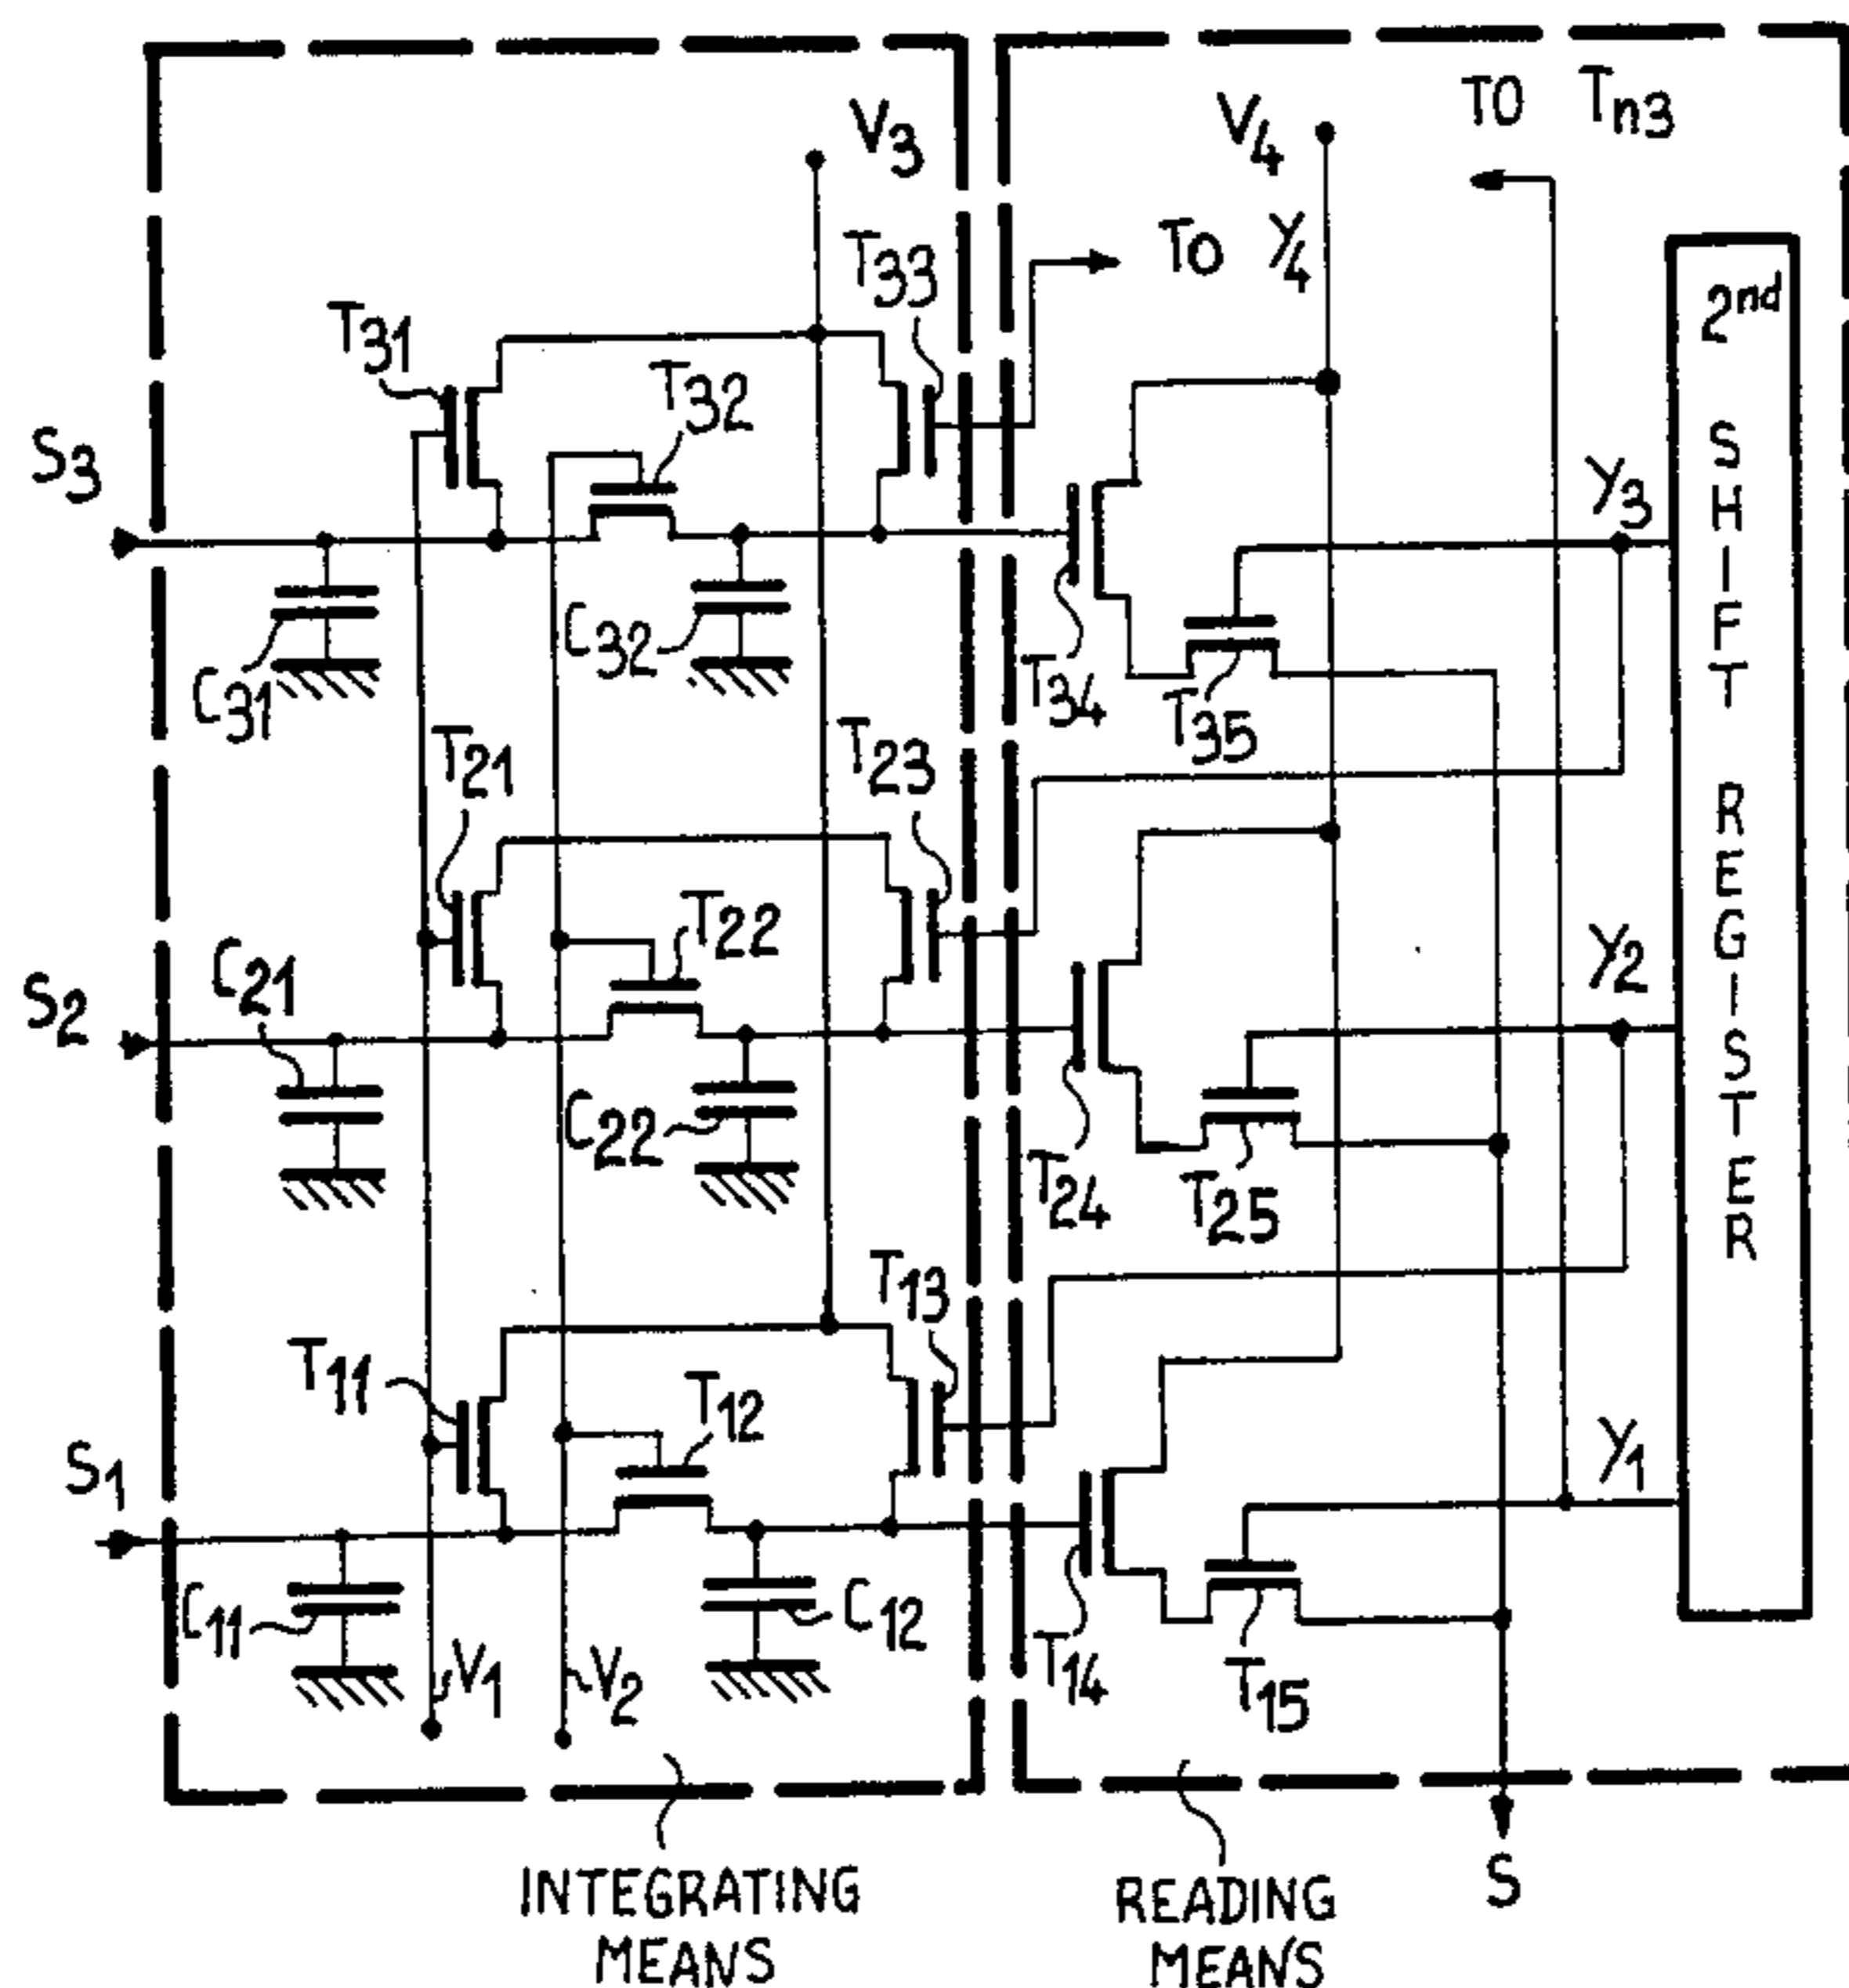 V3
V4
TO Tn3
TO Y4
T33
T31
T32
2nd SHIFT REGISTER
S3
Y3
C31
C32
T34
T35
T21
T23
T22
C21
S2
Y2
C22
T24
T25
T13
T11
T12
S1
Y1
C11
C12
V1
V2
T14
T15
INTEGRATING
MEANS
READING
MEANS
S